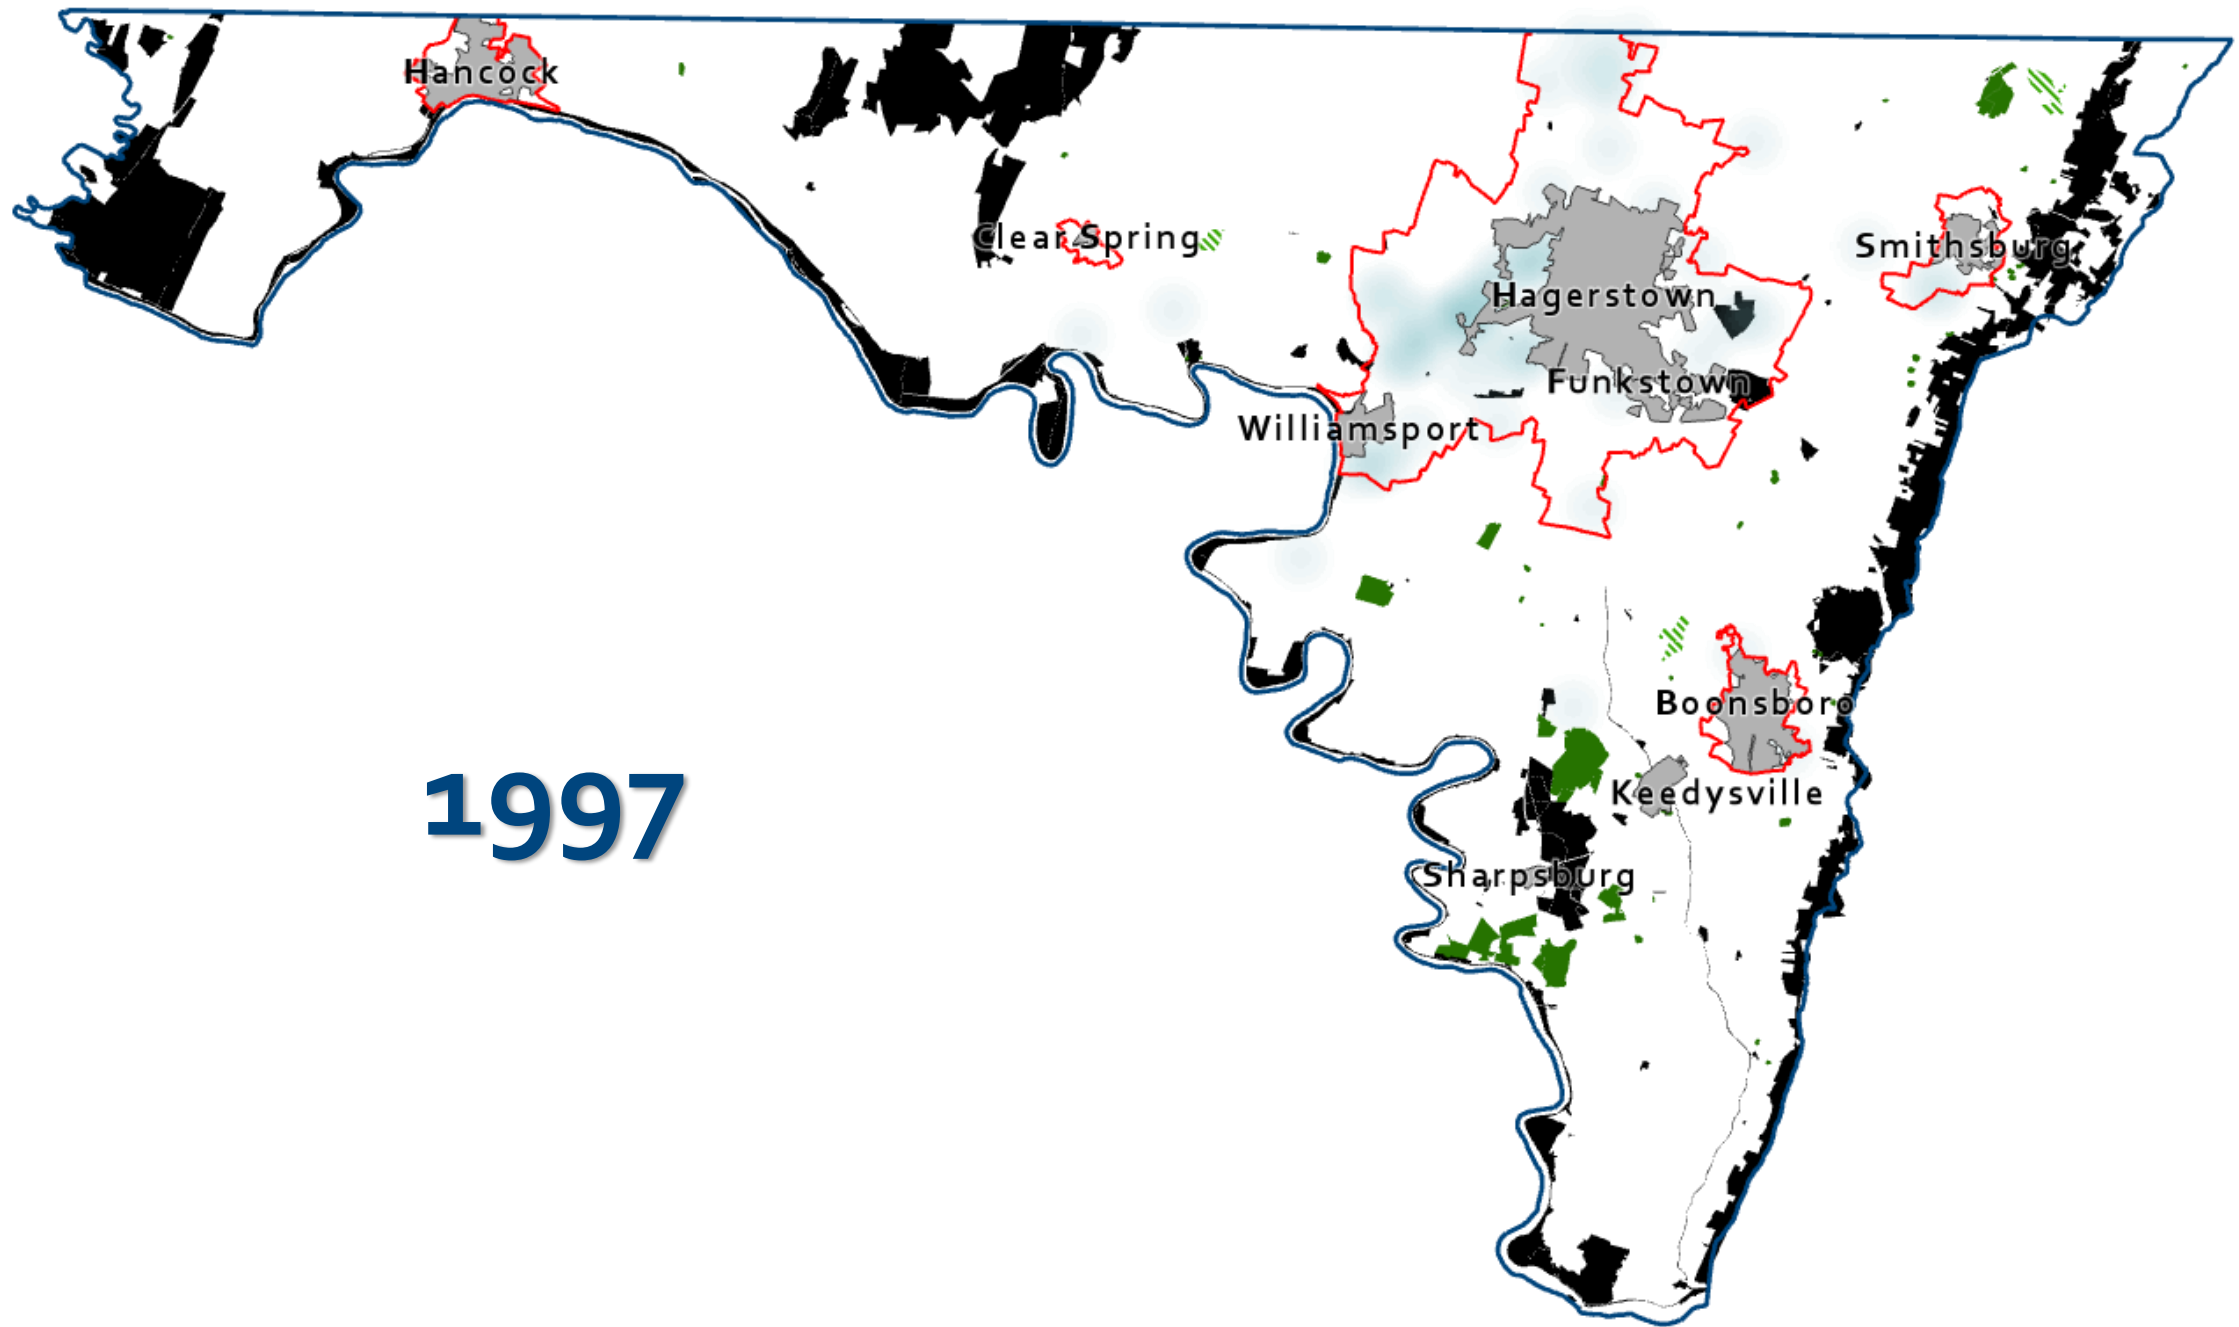 Hancock
Clear Spring
Smithsburg
Hagerstown
Funkstown
Williamsport
Boonsboro
Keedysville
1997
Sharpsburg